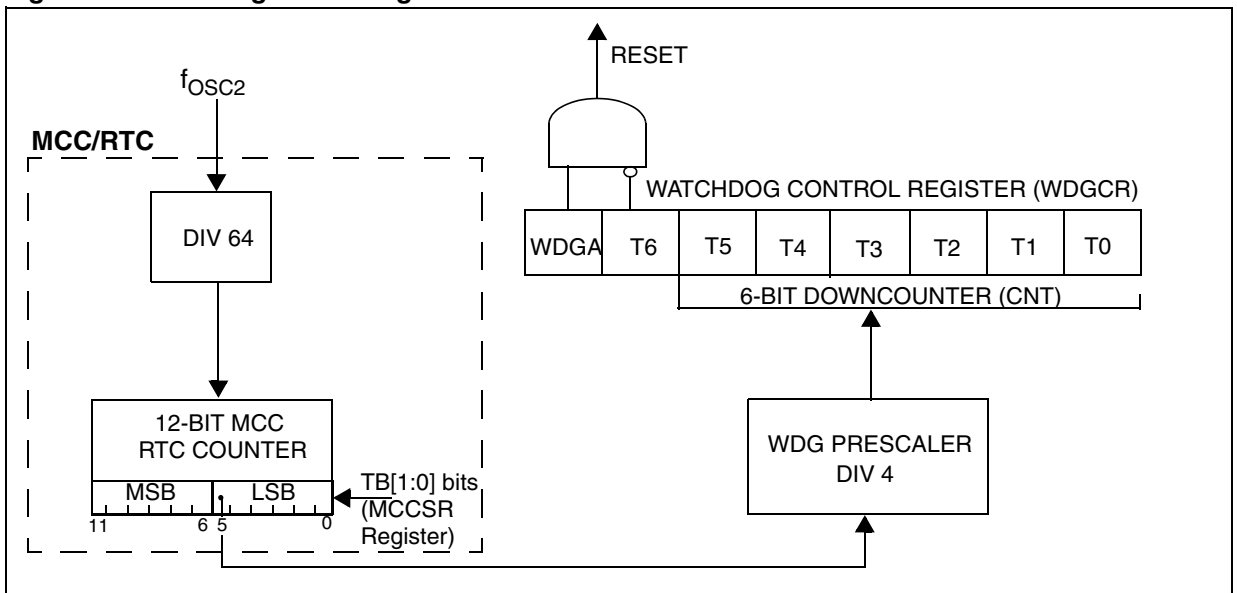 RESET
fOSC2
MCC/RTC
DIV 64
WATCHDOG CONTROL REGISTER (WDGCR)
WDGA T6 T5 T4 T3 T2 T1 T0
6-BIT DOWNCOUNTER (CNT)
12-BIT MCC
RTC COUNTER
MSB LSB
11 6 5 0
TB[1:0] bits
(MCCSR
Register)
WDG PRESCALER
DIV 4